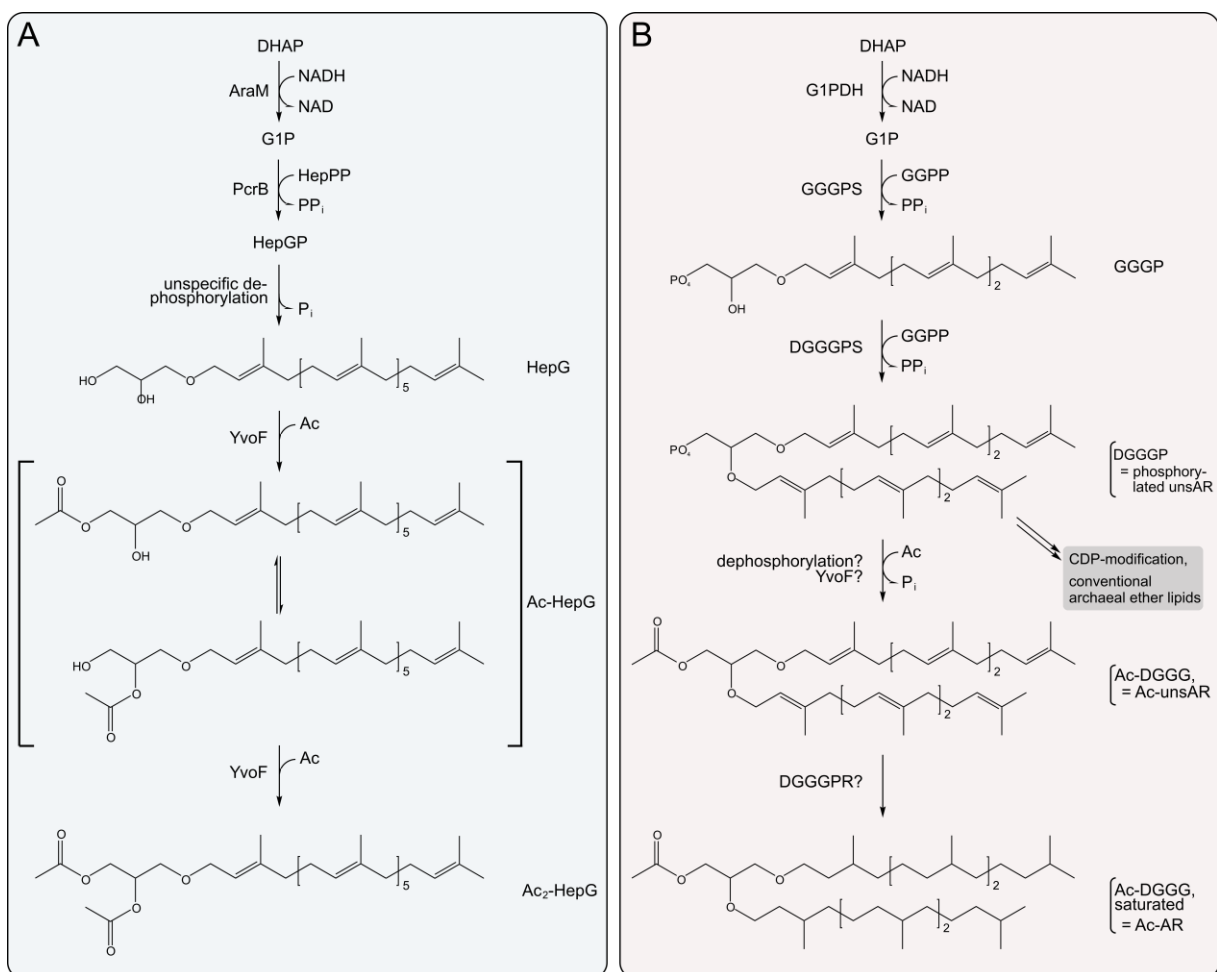 A
DHAP
AraM
NADH
NAD
G1P
PcrB
HepPP
PPi
HepGP
unspecific de-
phosphorylation
Pi
HO
OH
O
5
HepG
YvoF
Ac
O
O
OH
O
5
Ac-HepG
HO
O
O
O
5
YvoF
Ac
O
O
O
O
O
5
Ac2-HepG
B
DHAP
G1PDH
NADH
NAD
G1P
GGGPS
GGPP
PPi
PO4
OH
O
2
GGGP
DGGGPS
GGPP
PPi
PO4
O
O
2
2
DGGGP
= phosphory-
lated unsAR
CDP-modification,
conventional
archaeal ether lipids
dephosphorylation?
YvoF?
Ac
Pi
O
O
O
O
2
2
Ac-DGGG,
= Ac-unsAR
DGGGPR?
O
O
O
O
2
2
Ac-DGGG,
saturated
= Ac-AR